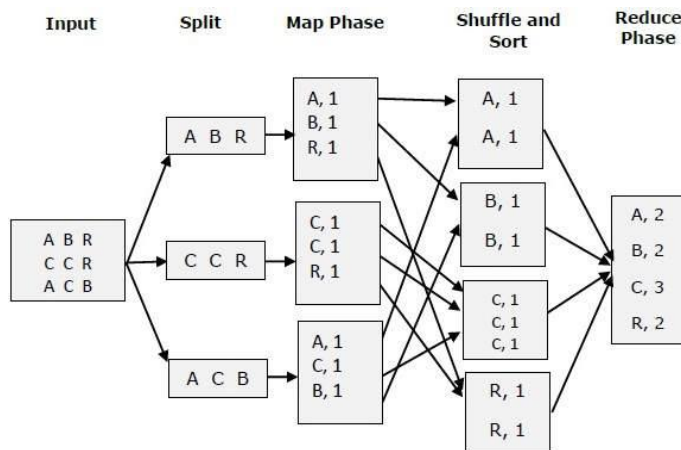 Input
Split
Map Phase
Shuffle and
Sort
Reduce
Phase
A B R
C C R
A C B
A B R
C C R
A C B
A, 1
B, 1
R, 1
C, 1
C, 1
R, 1
A, 1
C, 1
B, 1
A, 1
A, 1
B, 1
B, 1
C, 1
C, 1
C, 1
R, 1
R, 1
A, 2
B, 2
C, 3
R, 2